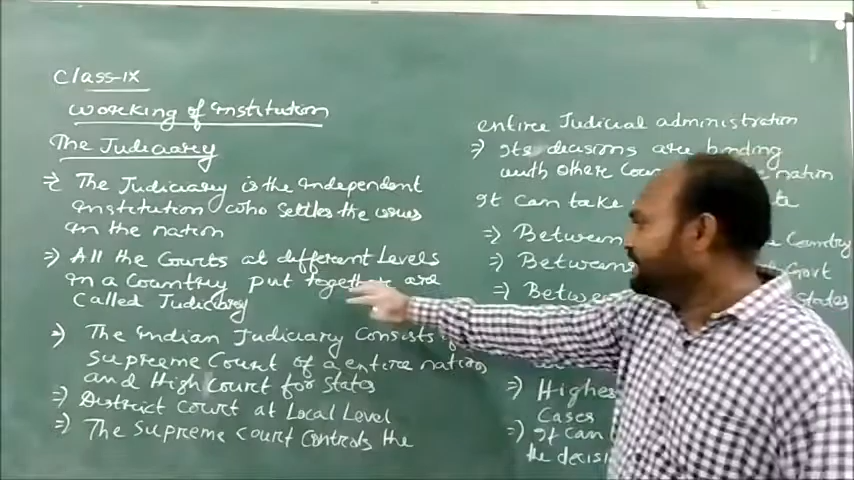 Class-IX
Working of Institution
The Judiciary
⇒ The Judiciary is the Independent
Institution who Settles the issues
in the nation
⇒ All the Courts at different Levels
in a Country put together are
called Judiciary
⇒ The Indian Judiciary Consists
Supreme Court of a entire nation
and High Court for States
⇒ District Court at Local Level
⇒ The Supreme Court Controls the
entire Judicial administration
⇒ Its decisions are binding
with other nation
It can take
⇒ Between Country
⇒ Between Govt
⇒ Between States
⇒ Highest
Cases
⇒ It can
the